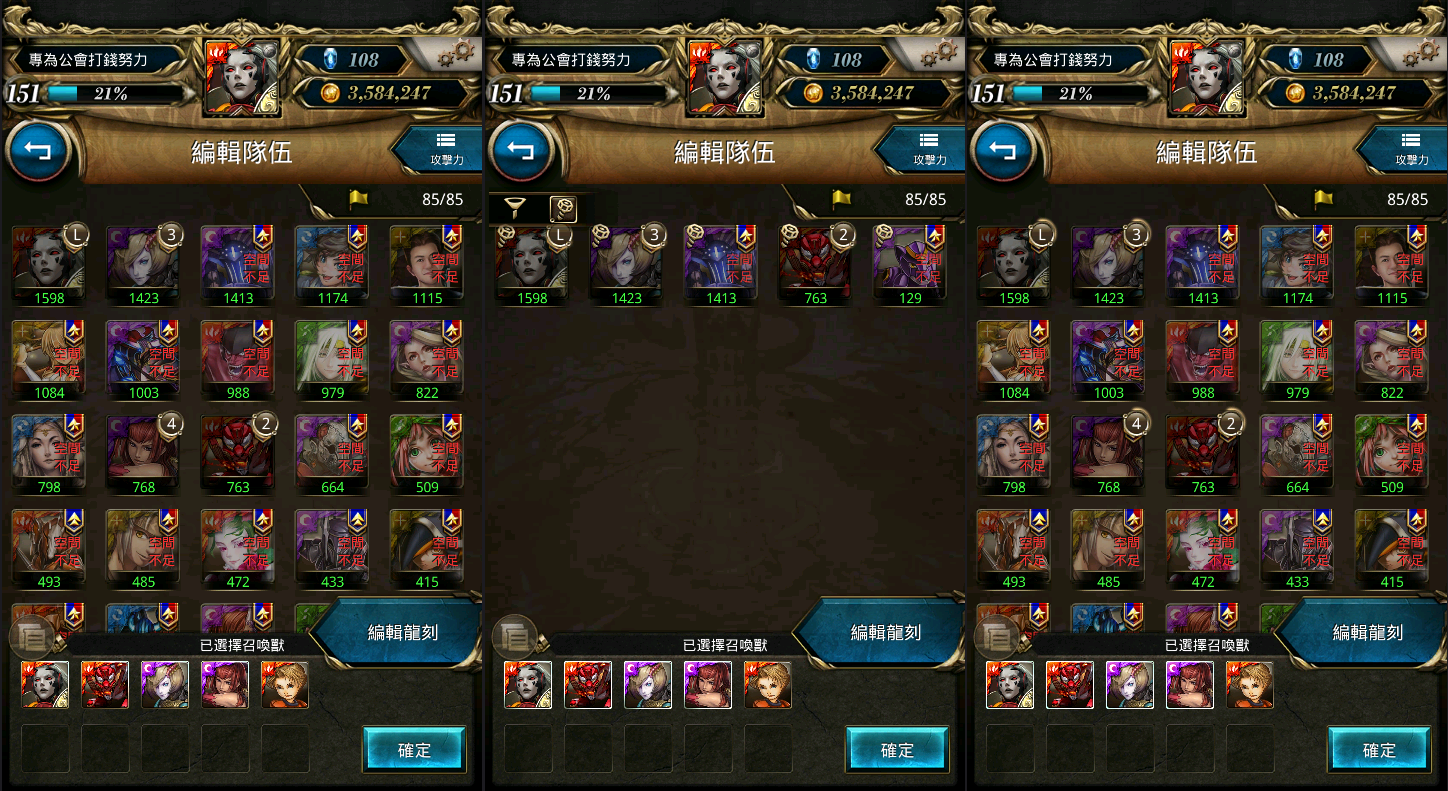 專為公會打錢努力
108
151
21%
3,584,247
編輯隊伍
攻擊力
85/85
L
3
空間不足
空間不足
空間不足
1598
1423
1413
1174
1115
空間不足
空間不足
空間不足
空間不足
空間不足
1084
1003
988
979
822
空間不足
4
2
空間不足
空間不足
798
768
763
664
509
空間不足
空間不足
空間不足
空間不足
空間不足
493
485
472
433
415
編輯龍刻
已選擇召喚獸
確定
專為公會打錢努力
108
151
21%
3,584,247
編輯隊伍
攻擊力
85/85
L
3
空間不足
2
空間不足
1598
1423
1413
763
129
編輯龍刻
已選擇召喚獸
確定
專為公會打錢努力
108
151
21%
3,584,247
編輯隊伍
攻擊力
85/85
L
3
空間不足
空間不足
空間不足
1598
1423
1413
1174
1115
空間不足
空間不足
空間不足
空間不足
空間不足
1084
1003
988
979
822
空間不足
4
2
空間不足
空間不足
798
768
763
664
509
空間不足
空間不足
空間不足
空間不足
空間不足
493
485
472
433
415
編輯龍刻
已選擇召喚獸
確定